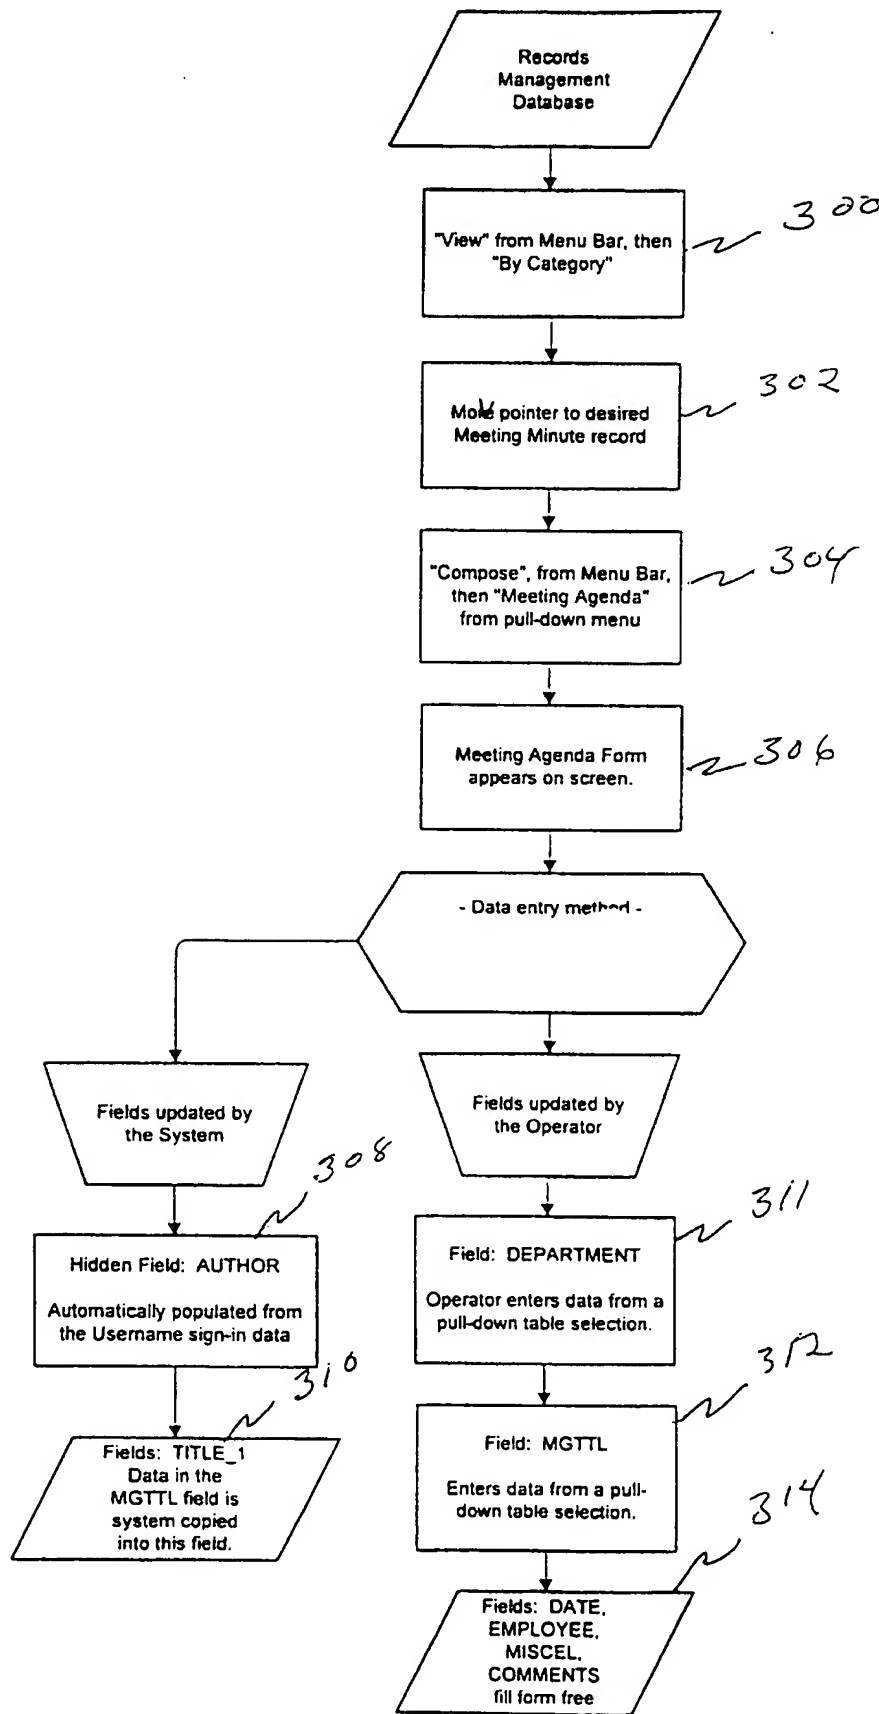 Records
Management
Database
"View" from Menu Bar, then
"By Category"
300
Move pointer to desired
Meeting Minute record
302
"Compose", from Menu Bar,
then "Meeting Agenda"
from pull-down menu
304
Meeting Agenda Form
appears on screen.
306
- Data entry method -
Fields updated by
the System
Fields updated by
the Operator
308
Hidden Field: AUTHOR
Automatically populated from
the Username sign-in data
311
Field: DEPARTMENT
Operator enters data from a
pull-down table selection.
310
Fields: TITLE_1
Data in the
MGTTL field is
system copied
into this field.
312
Field: MGTTL
Enters data from a pull-
down table selection.
314
Fields: DATE,
EMPLOYEE,
MISCEL,
COMMENTS
fill form free